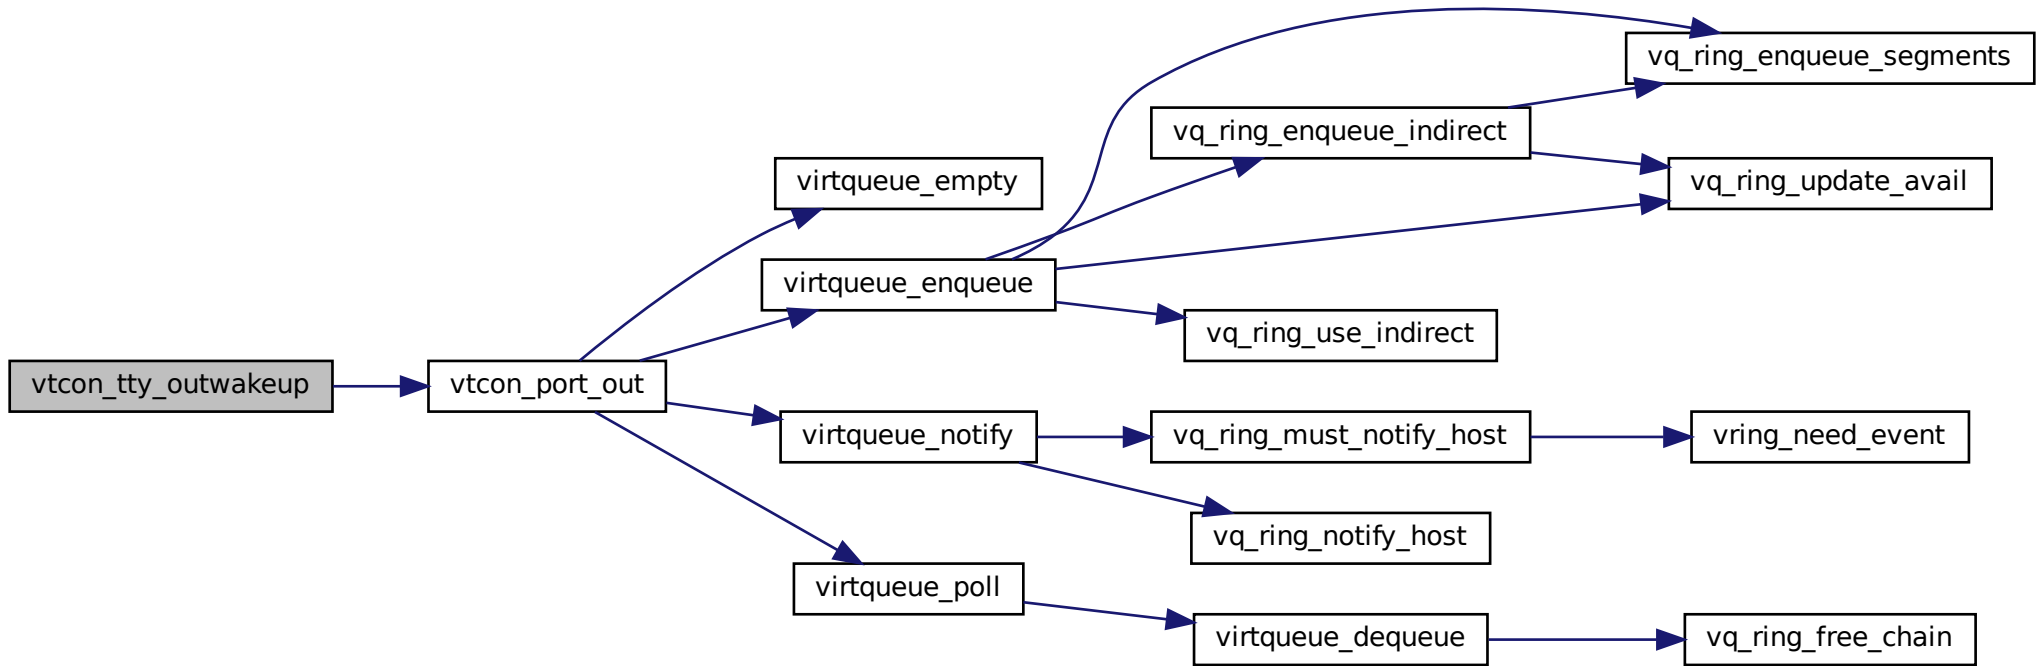 vtcon_tty_outwakeup
vtcon_port_out
virtqueue_empty
virtqueue_enqueue
virtqueue_notify
virtqueue_poll
vq_ring_enqueue_indirect
vq_ring_use_indirect
vq_ring_must_notify_host
vq_ring_notify_host
virtqueue_dequeue
vq_ring_enqueue_segments
vq_ring_update_avail
vring_need_event
vq_ring_free_chain